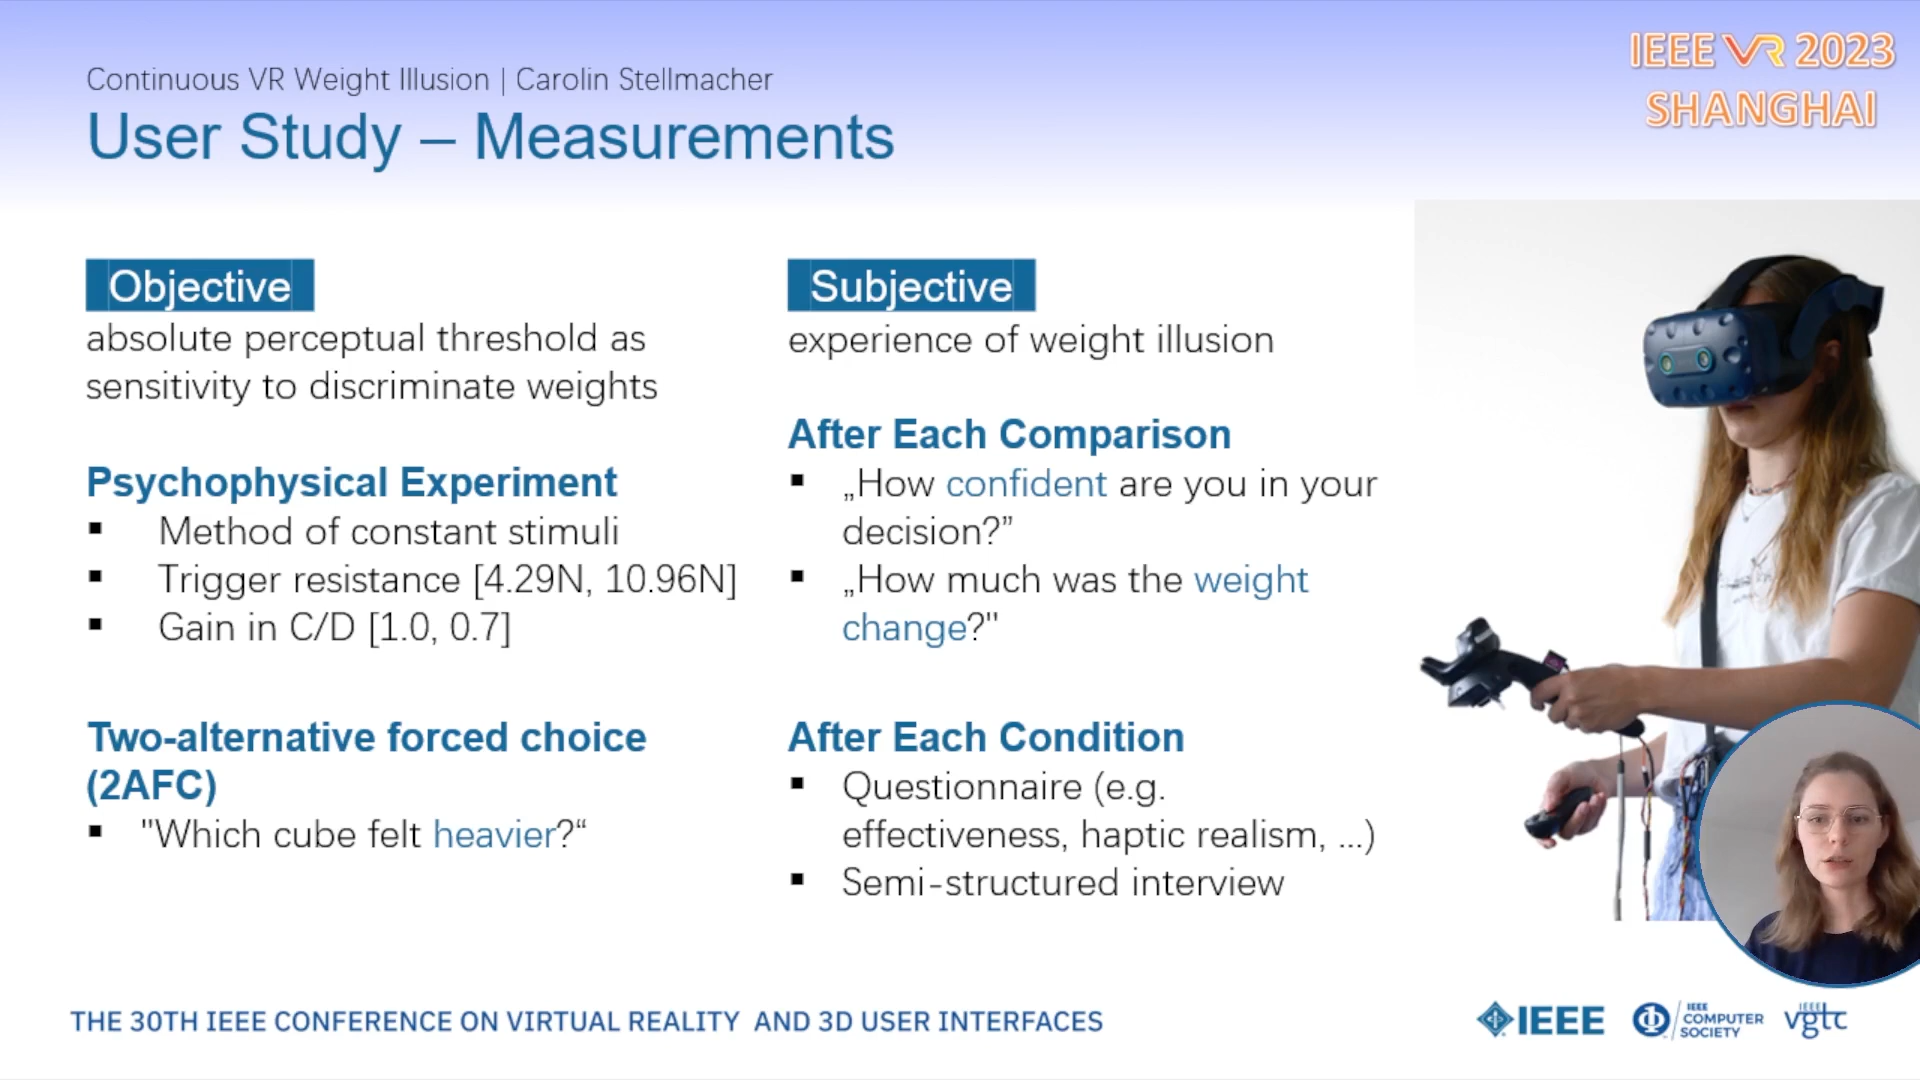 Continuous VR Weight Illusion | Carolin Stellmacher
User Study – Measurements
IEEE VR 2023
SHANGHAI
Objective
absolute perceptual threshold as
sensitivity to discriminate weights
Psychophysical Experiment
▪ Method of constant stimuli
▪ Trigger resistance [4.29N, 10.96N]
▪ Gain in C/D [1.0, 0.7]
Two-alternative forced choice
(2AFC)
▪ "Which cube felt heavier?“
Subjective
experience of weight illusion
After Each Comparison
▪ „How confident are you in your
decision?”
▪ „How much was the weight
change?"
After Each Condition
▪ Questionnaire (e.g.
effectiveness, haptic realism, ...)
▪ Semi-structured interview
THE 30TH IEEE CONFERENCE ON VIRTUAL REALITY AND 3D USER INTERFACES
IEEE
IEEE
COMPUTER
SOCIETY
IEEE
vgtc